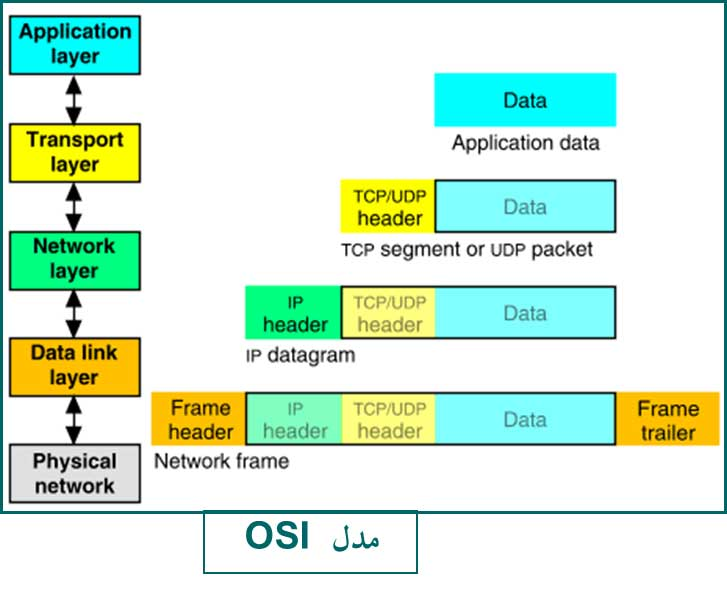 Application
layer
Transport
layer
Network
layer
Data link
layer
Physical
network
Data
Application data
TCP/UDP
header
Data
TCP segment or UDP packet
IP
header
TCP/UDP
header
Data
IP datagram
Frame
header
IP
header
TCP/UDP
header
Data
Frame
trailer
Network frame
مدل OSI